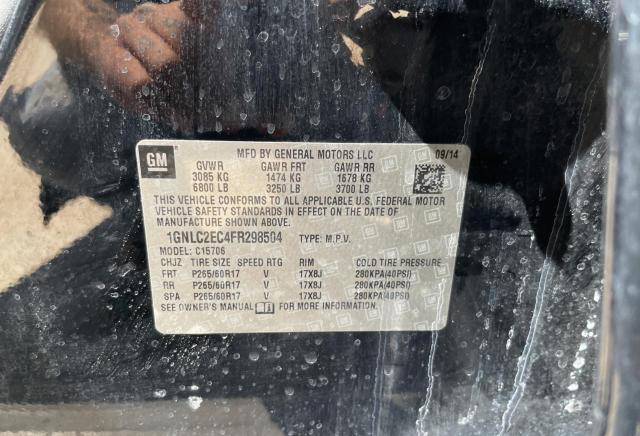 GM
MFD BY GENERAL MOTORS LLC 09/14
GVWR GAWR FRT GAWR RR
3085 KG 1474 KG 1678 KG
6800 LB 3250 LB 3700 LB
THIS VEHICLE CONFORMS TO ALL APPLICABLE U.S. FEDERAL MOTOR
VEHICLE SAFETY STANDARDS IN EFFECT ON THE DATE OF
MANUFACTURE SHOWN ABOVE.
1GNLC2EC4FR298504 TYPE: M.P.V.
MODEL: C15706
CHJZ TIRE SIZE SPEED RTG RIM COLD TIRE PRESSURE
FRT P265/60R17 V 17X8J 280KPA(40PSI)
RR P265/60R17 V 17X8J 280KPA(40PSI)
SPA P265/60R17 V 17X8J 280KPA(40PSI)
SEE OWNER'S MANUAL FOR MORE INFORMATION.